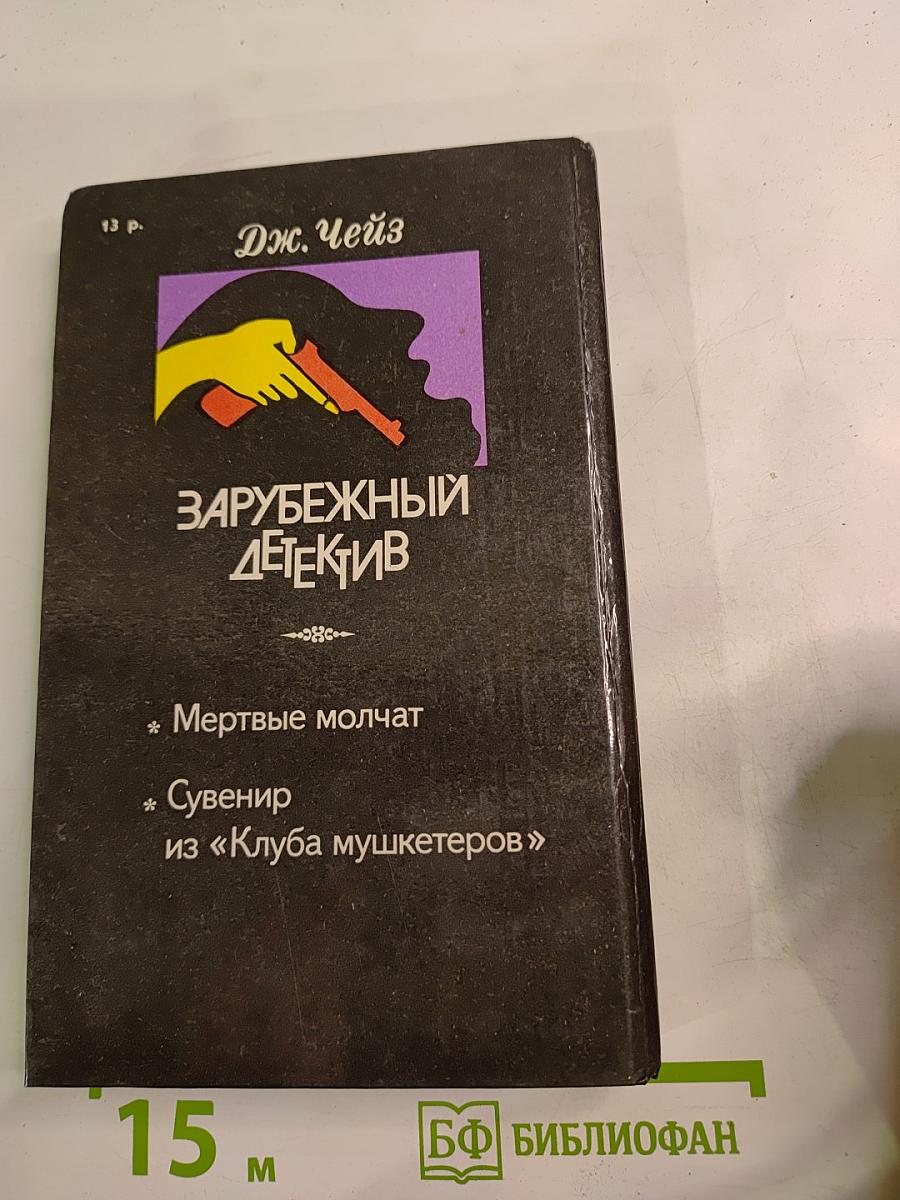 13 р.
Дж. Чейз
ЗАРУБЕЖНЫЙ
ДЕТЕКТИВ
* Мертвые молчат
* Сувенир
из «Клуба мушкетеров»
15 м
БФ БИБЛИОФАН